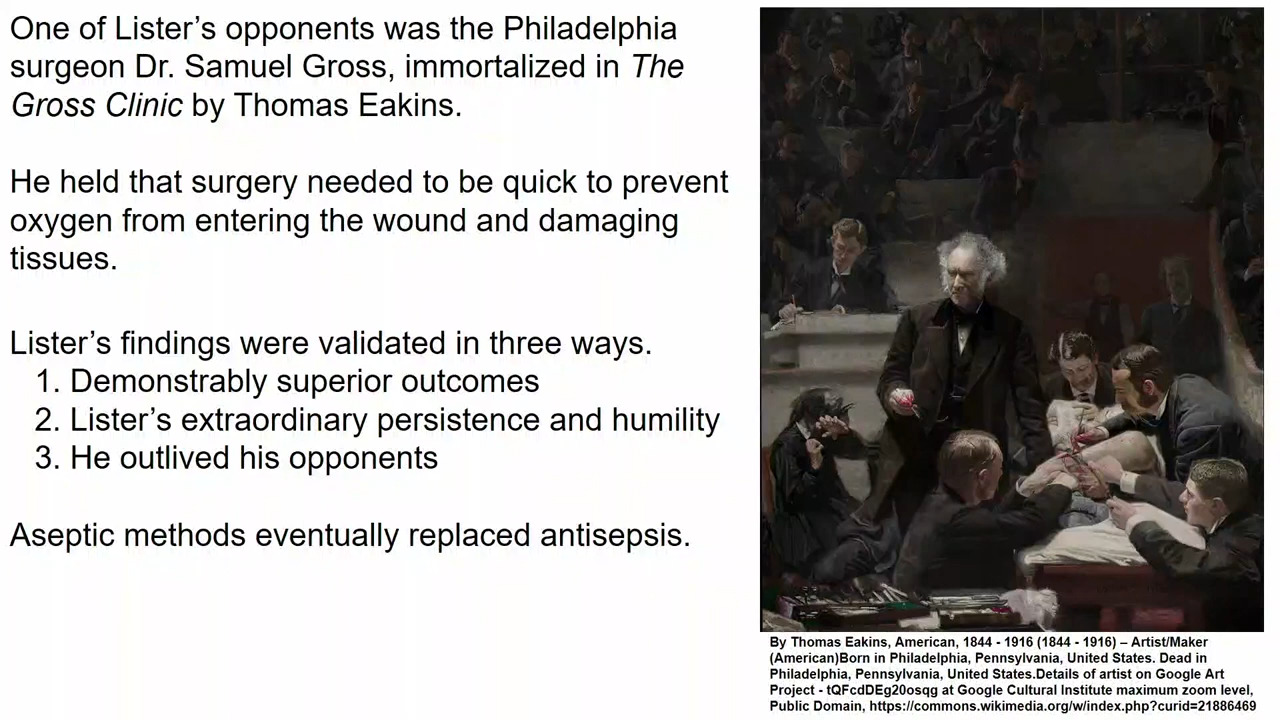 One of Lister’s opponents was the Philadelphia
surgeon Dr. Samuel Gross, immortalized in The
Gross Clinic by Thomas Eakins.
He held that surgery needed to be quick to prevent
oxygen from entering the wound and damaging
tissues.
Lister’s findings were validated in three ways.
1. Demonstrably superior outcomes
2. Lister’s extraordinary persistence and humility
3. He outlived his opponents
Aseptic methods eventually replaced antisepsis.
By Thomas Eakins, American, 1844 - 1916 (1844 - 1916) – Artist/Maker
(American)Born in Philadelphia, Pennsylvania, United States. Dead in
Philadelphia, Pennsylvania, United States.Details of artist on Google Art
Project - tQFcdDEg20osqg at Google Cultural Institute maximum zoom level,
Public Domain, https://commons.wikimedia.org/w/index.php?curid=21886469